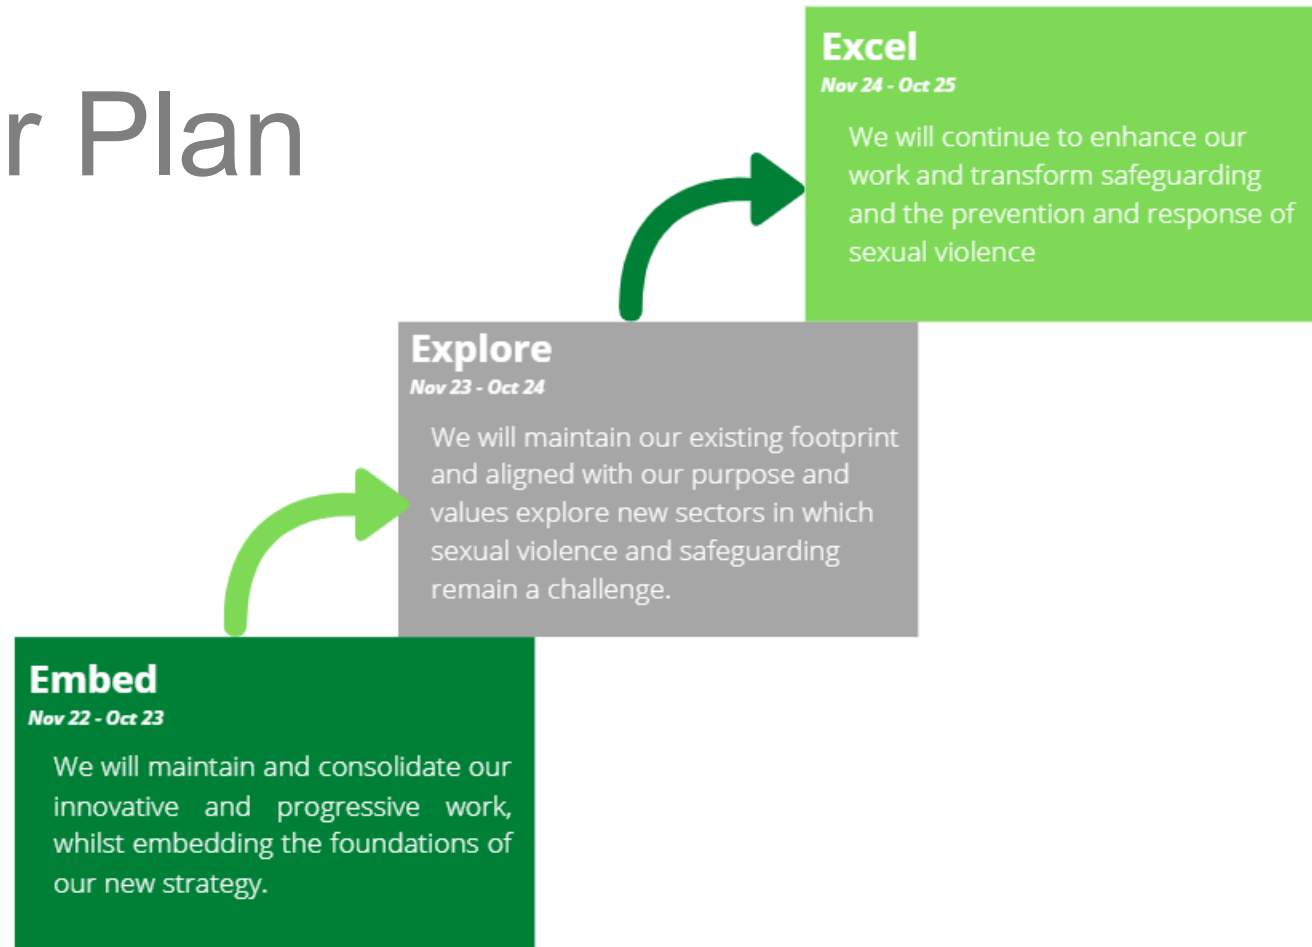 r Plan
Excel
Nov 24 - Oct 25
We will continue to enhance our
work and transform safeguarding
and the prevention and response of
sexual violence
Explore
Nov 23 - Oct 24
We will maintain our existing footprint
and aligned with our purpose and
values explore new sectors in which
sexual violence and safeguarding
remain a challenge.
Embed
Nov 22 - Oct 23
We will maintain and consolidate our
innovative and progressive work,
whilst embedding the foundations of
our new strategy.